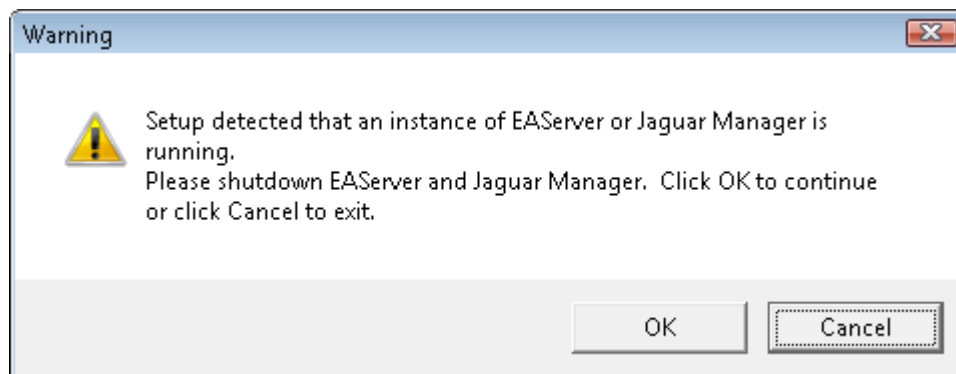 Warning
Setup detected that an instance of EAServer or Jaguar Manager is
running.
Please shutdown EAServer and Jaguar Manager.  Click OK to continue
or click Cancel to exit.
OK
Cancel